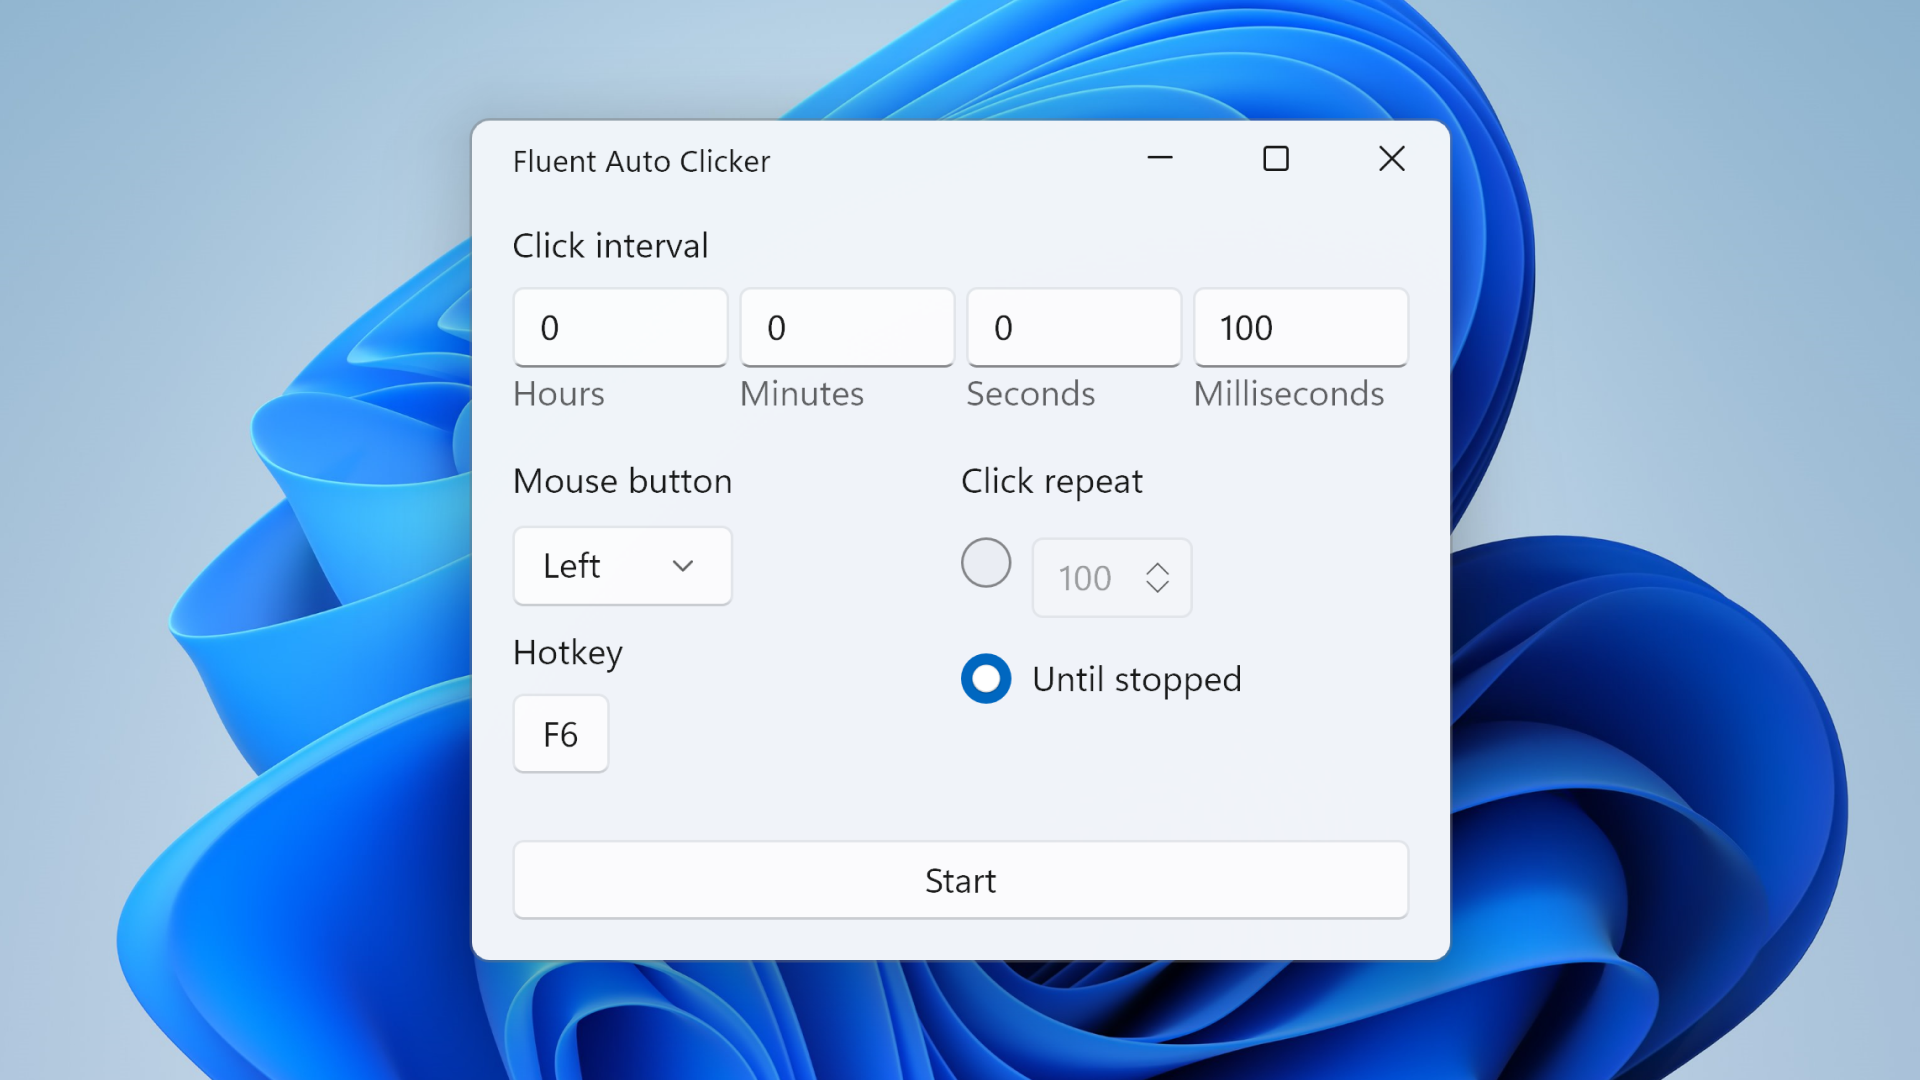 Fluent Auto Clicker
Click interval
0 0 0 100
Hours Minutes Seconds Milliseconds
Mouse button
Left
Hotkey
F6
Click repeat
100
Until stopped
Start